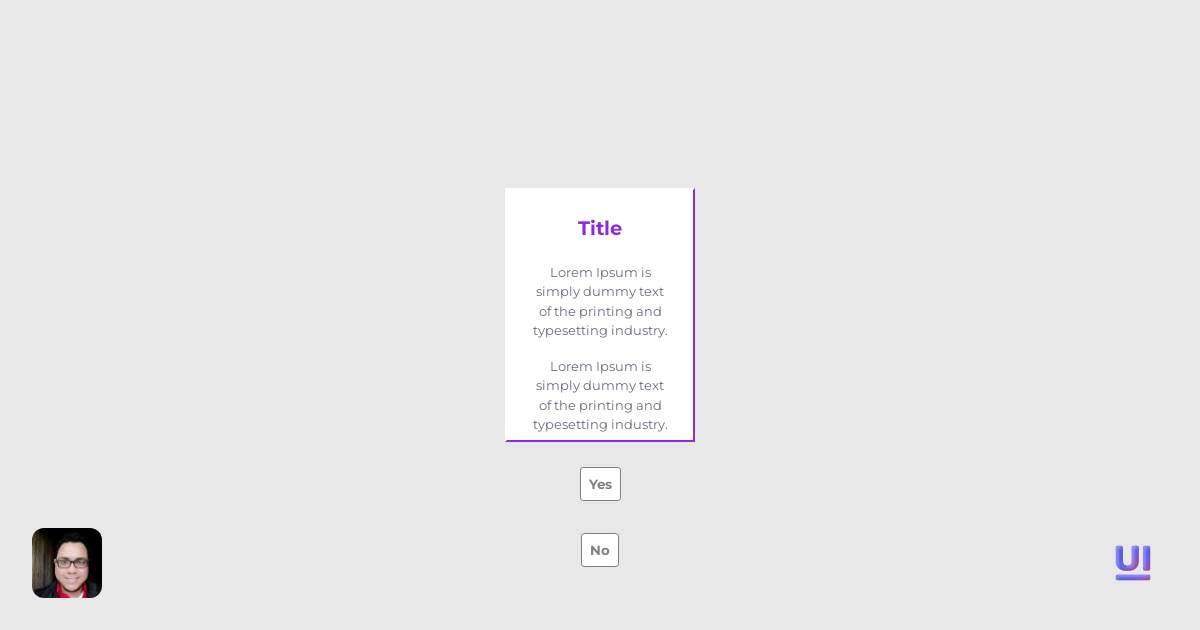 Title
Lorem Ipsum is
simply dummy text
of the printing and
typesetting industry.
Lorem Ipsum is
simply dummy text
of the printing and
typesetting industry.
Yes
No
UI